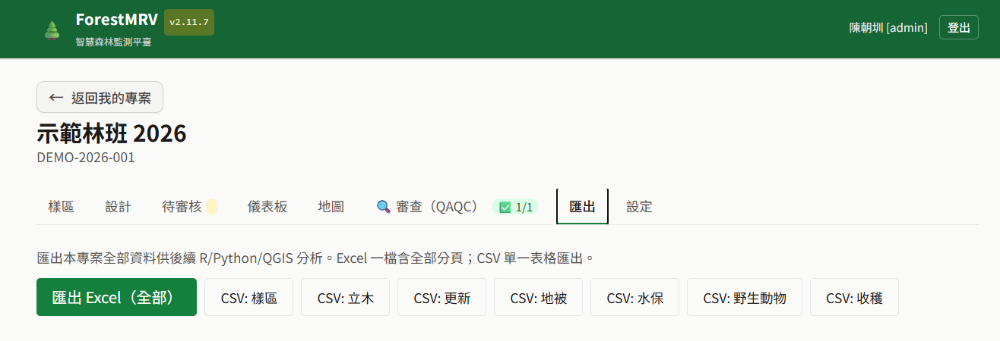 ForestMRV v2.11.7
智慧森林監測平臺
陳朝圳 [admin] 登出
← 返回我的專案
示範林班 2026
DEMO-2026-001
樣區 設計 待審核 儀表板 地圖 🔍 審查（QAQC） ✅ 1/1 匯出 設定
匯出本專案全部資料供後續 R/Python/QGIS 分析。Excel 一檔含全部分頁；CSV 單一表格匯出。
匯出 Excel（全部） CSV: 樣區 CSV: 立木 CSV: 更新 CSV: 地被 CSV: 水保 CSV: 野生動物 CSV: 收穫